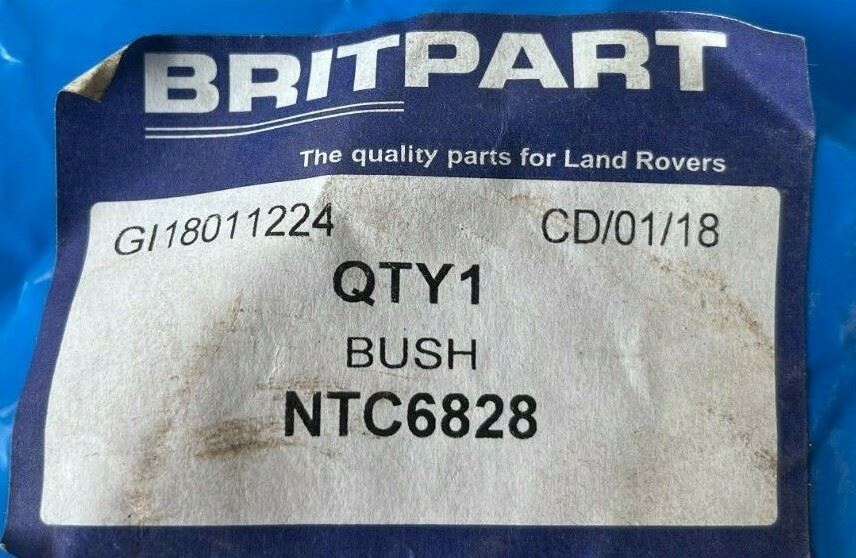 BRITPART
The quality parts for Land Rovers
GI18011224 CD/01/18
QTY1
BUSH
NTC6828